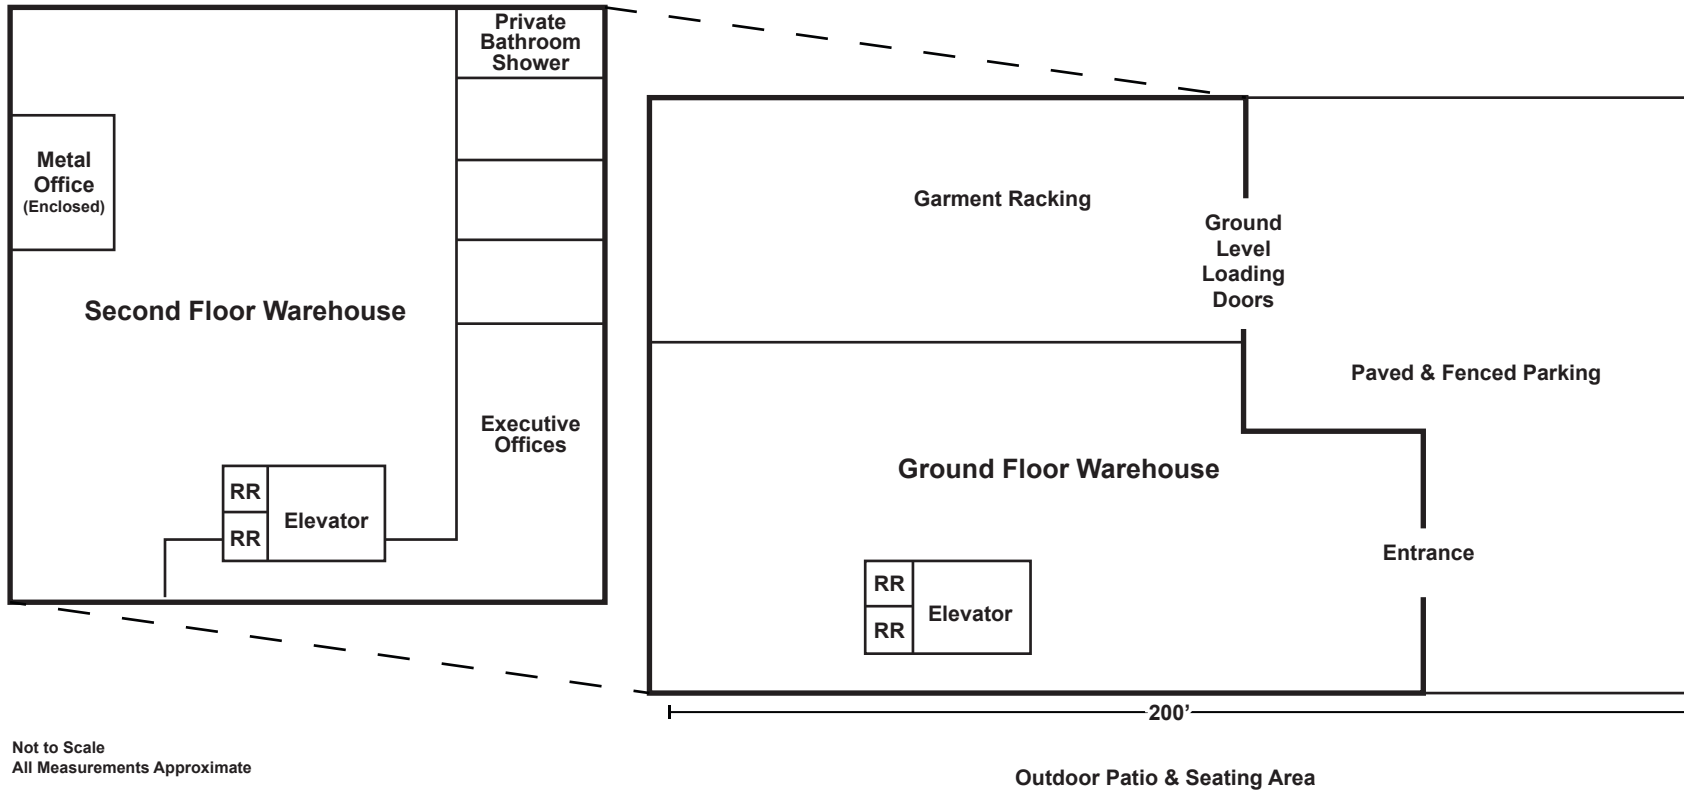 Private
Bathroom
Shower
Metal
Office
(Enclosed)
Second Floor Warehouse
Executive
Offices
RR
RR
Elevator
Garment Racking
Ground
Level
Loading
Doors
Paved & Fenced Parking
Ground Floor Warehouse
Entrance
RR
RR
Elevator
200’
Not to Scale
All Measurements Approximate
Outdoor Patio & Seating Area